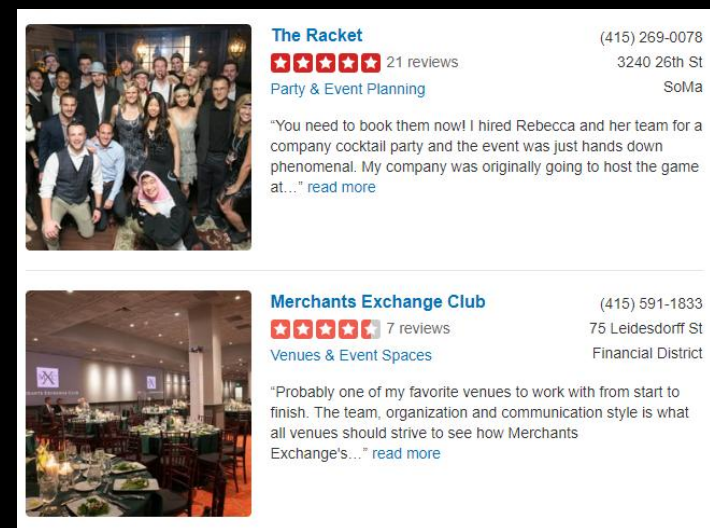 The Racket
21 reviews
Party & Event Planning
(415) 269-0078
3240 26th St
SoMa
“You need to book them now! I hired Rebecca and her team for a
company cocktail party and the event was just hands down
phenomenal. My company was originally going to host the game
at…” read more
Merchants Exchange Club
7 reviews
Venues & Event Spaces
(415) 591-1833
75 Leidesdorff St
Financial District
“Probably one of my favorite venues to work with from start to
finish. The team, organization and communication style is what
all venues should strive to see how Merchants
Exchange's…” read more